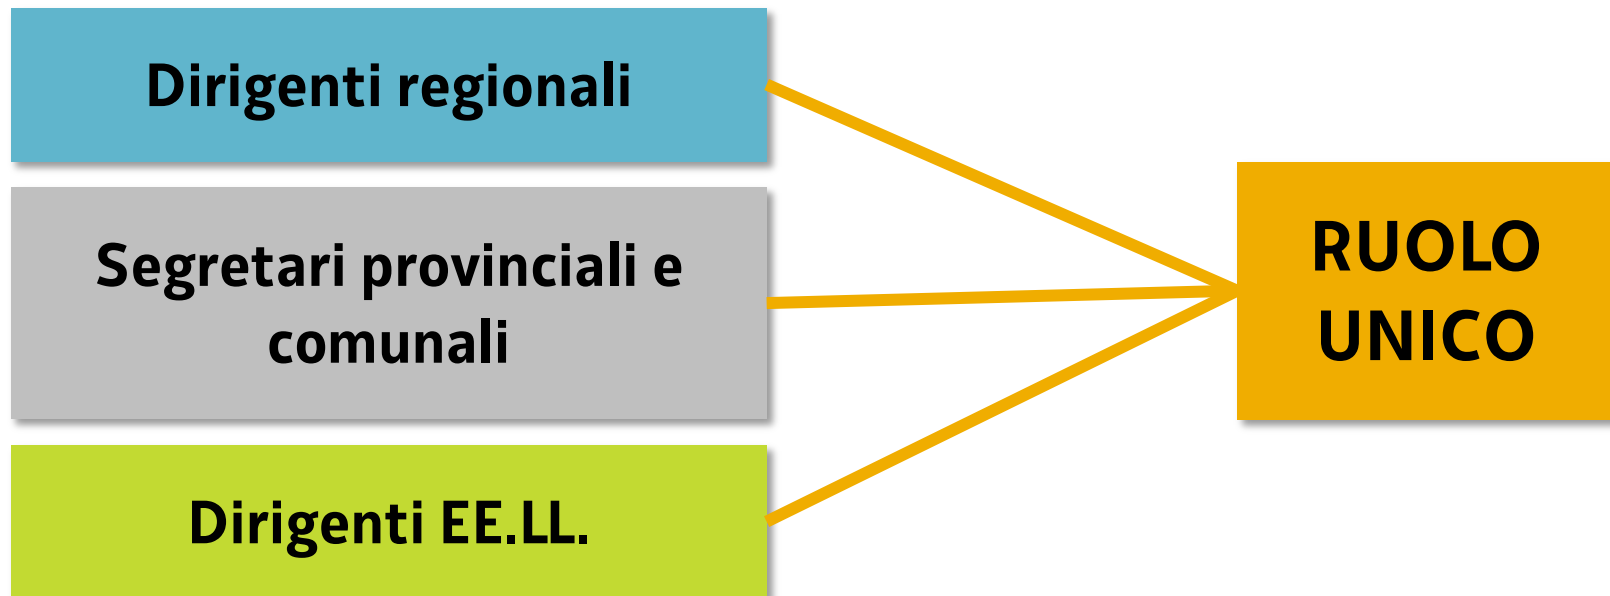 Dirigenti regionali
Segretari provinciali e
comunali
Dirigenti EE.LL.
RUOLO
UNICO